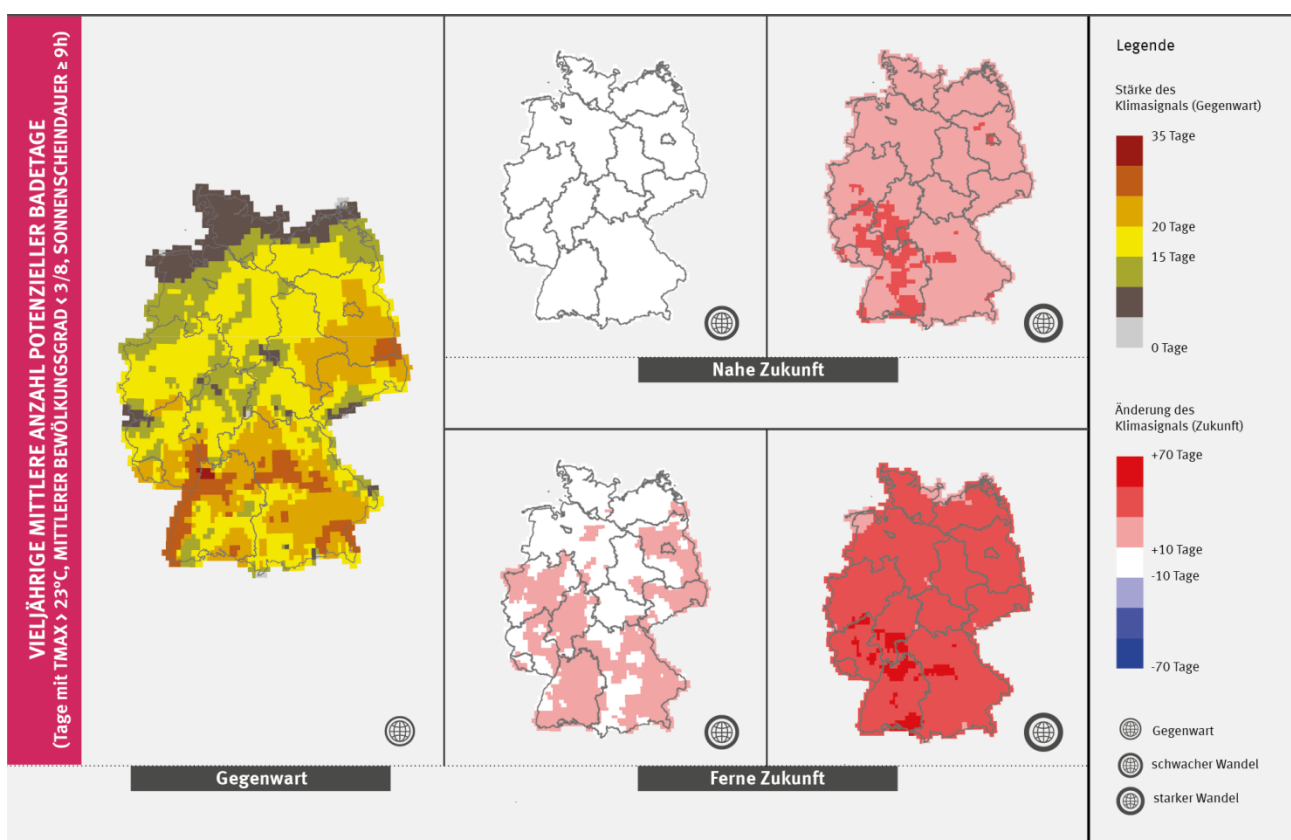 VIELJÄHRIGE MITTLERE ANZAHL POTENZIELLER BADETAGE
(Tage mit TMAX > 23°C, MITTLERER BEWÖLKUNGSGRAD < 3/8, SONNENSCHEINDAUER ≥ 9h)
Gegenwart
Nahe Zukunft
Ferne Zukunft
Legende
Stärke des
Klimasignals (Gegenwart)
35 Tage
20 Tage
15 Tage
0 Tage
Änderung des
Klimasignals (Zukunft)
+70 Tage
+10 Tage
-10 Tage
-70 Tage
Gegenwart
schwacher Wandel
starker Wandel